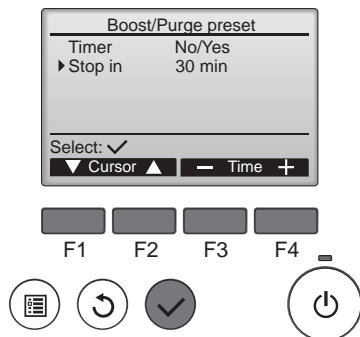 Boost/Purge preset
Timer No/Yes
Stop in 30 min
Select:
Cursor Time
F1 F2 F3 F4